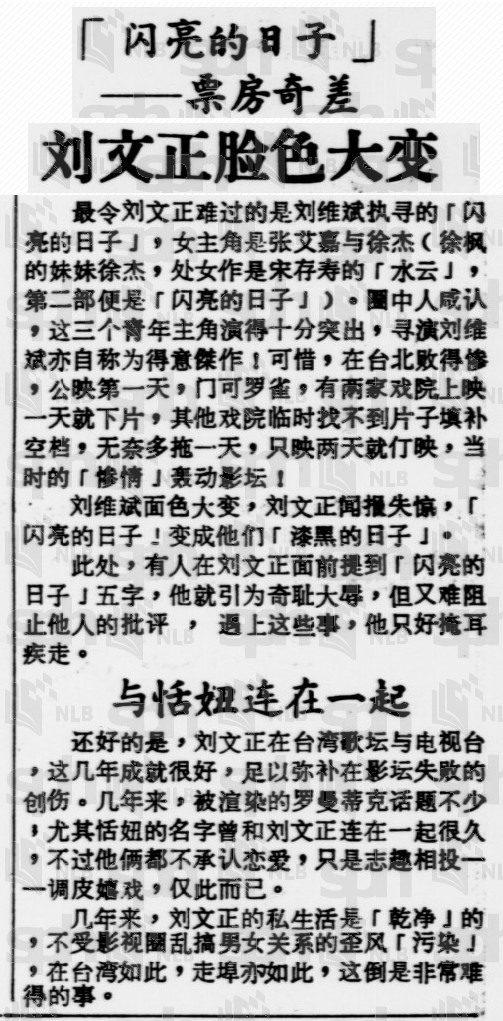 「闪亮的日子」
——票房奇差
刘文正脸色大变
最令刘文正难过的是刘维斌执寻的「闪
亮的日子」，女主角是张艾嘉与徐杰（徐枫
的妹妹徐杰，处女作是宋存寿的「水云」，
第二部便是「闪亮的日子」）。圈中人咸认
，这三个青年主角演得十分突出，寻演刘维
斌亦自称为得意傑作！可惜，在台北败得惨
，公映第一天，门可罗雀，有两家戏院上映
一天就下片，其他戏院临时找不到片子填补
空档，无奈多拖一天，只映两天就仃映，当
时的「惨情」轰动影坛！
刘维斌面色大变，刘文正闻报失惊，「
闪亮的日子！变成他们「漆黑的日子」。
此处，有人在刘文正面前提到「闪亮的
日子」五字，他就引为奇耻大辱，但又难阻
止他人的批评，遇上这些事，他只好掩耳
疾走。
与恬妞连在一起
还好的是，刘文正在台湾歌坛与电视台
，这几年成就很好，足以弥补在影坛失败的
创伤。几年来，被渲染的罗曼蒂克话题不少
，尤其恬妞的名字曾和刘文正连在一起很久
，不过他俩都不承认恋爱，只是志趣相投一
一调皮嬉戏，仅此而已。
几年来，刘文正的私生活是「乾净」的
，不受影视圈乱搞男女关系的歪风「污染」
，在台湾如此，走埠亦如此，这倒是非常难
得的事。